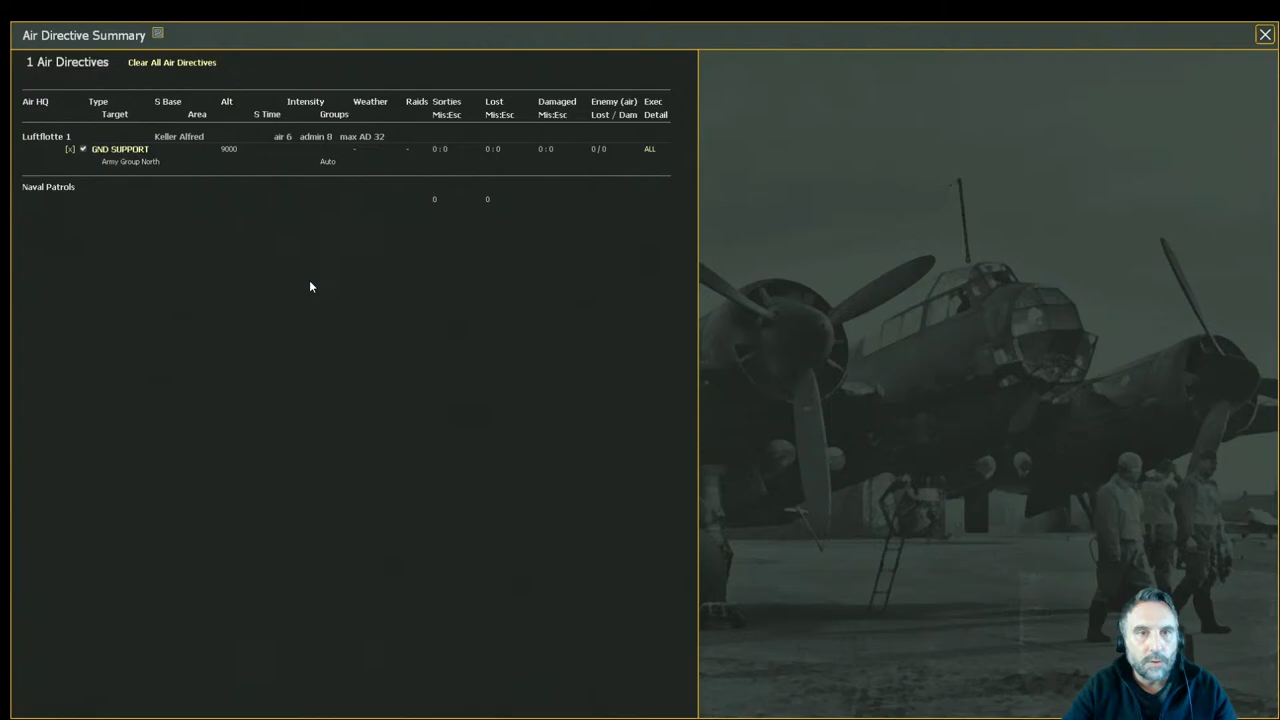 Air Directive Summary
1 Air Directives Clear All Air Directives
Air HQ Type S Base Alt Intensity Weather Raids Sorties Lost Damaged Enemy (air) Exec
Target Area S Time Groups Mis:Esc Mis:Esc Mis:Esc Lost / Dam Detail
Luftflotte 1 Keller Alfred air 6 admin 8 max AD 32
[x] GND SUPPORT 9000 - - 0 : 0 0 : 0 0 : 0 0 / 0 ALL
Army Group North Auto
Naval Patrols
0 0